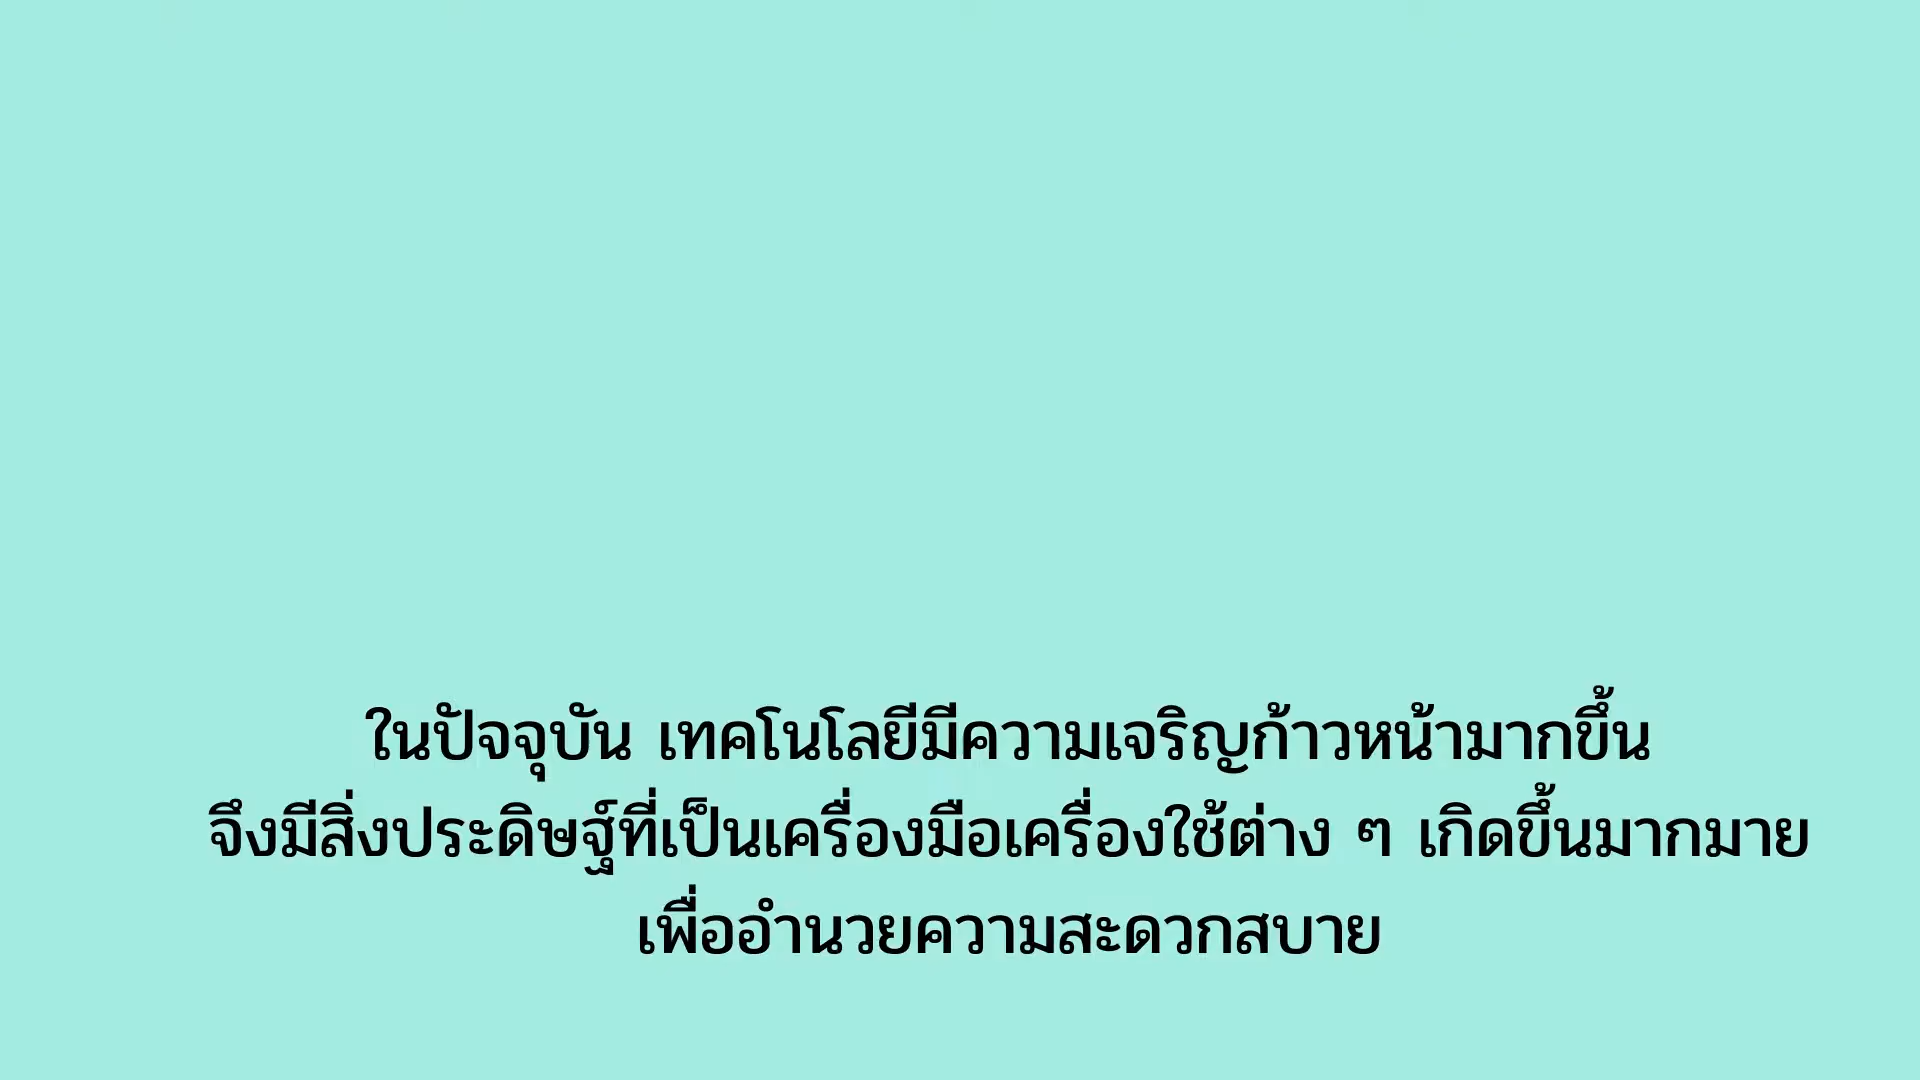 ในปัจจุบัน เทคโนโลยีมีความเจริญก้าวหน้ามากขึ้น
จึงมีสิ่งประดิษฐ์ที่เป็นเครื่องมือเครื่องใช้ต่าง ๆ เกิดขึ้นมากมาย
เพื่ออำนวยความสะดวกสบาย